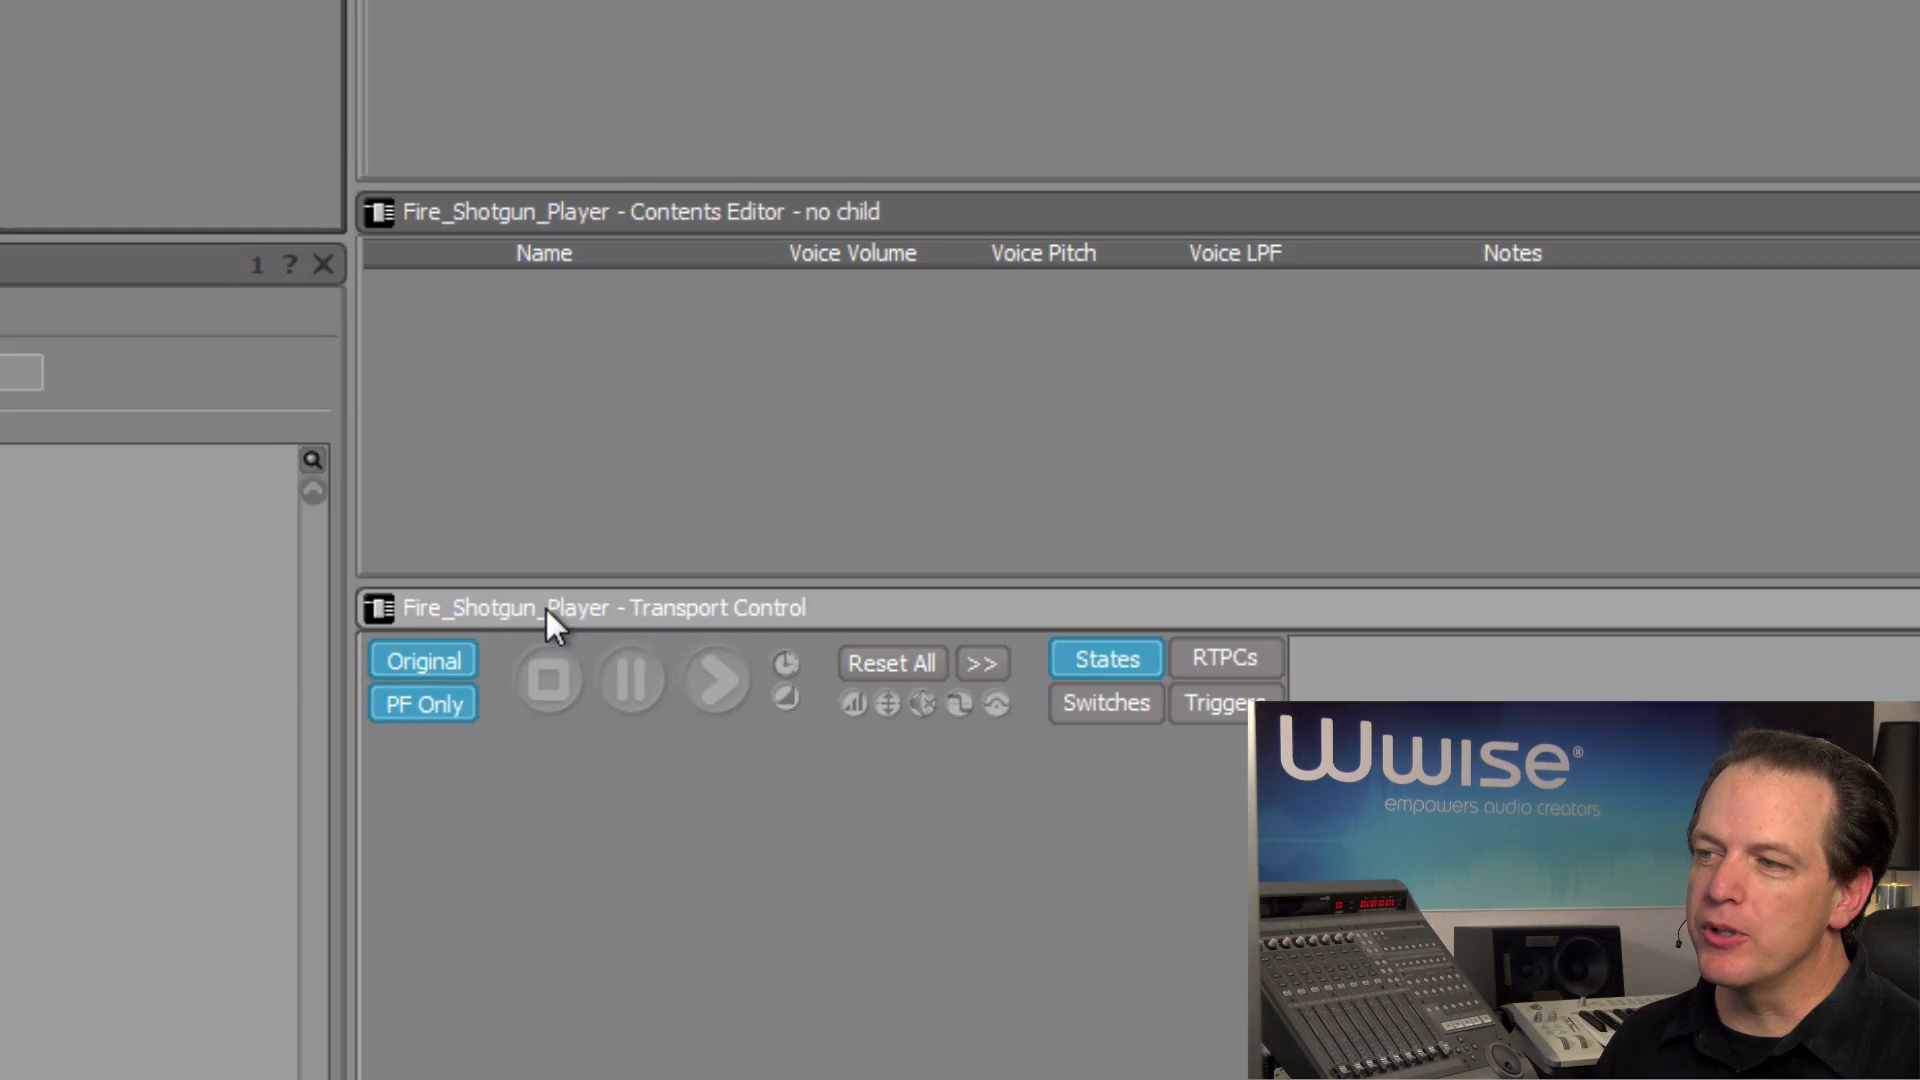 Fire_Shotgun_Player - Contents Editor - no child
1 ?
Name Voice Volume Voice Pitch Voice LPF Notes
Fire_Shotgun_Player - Transport Control
Original
PF Only
Reset All >>
States RTPCs
Switches Triggers
Wwise®
empowers audio creators